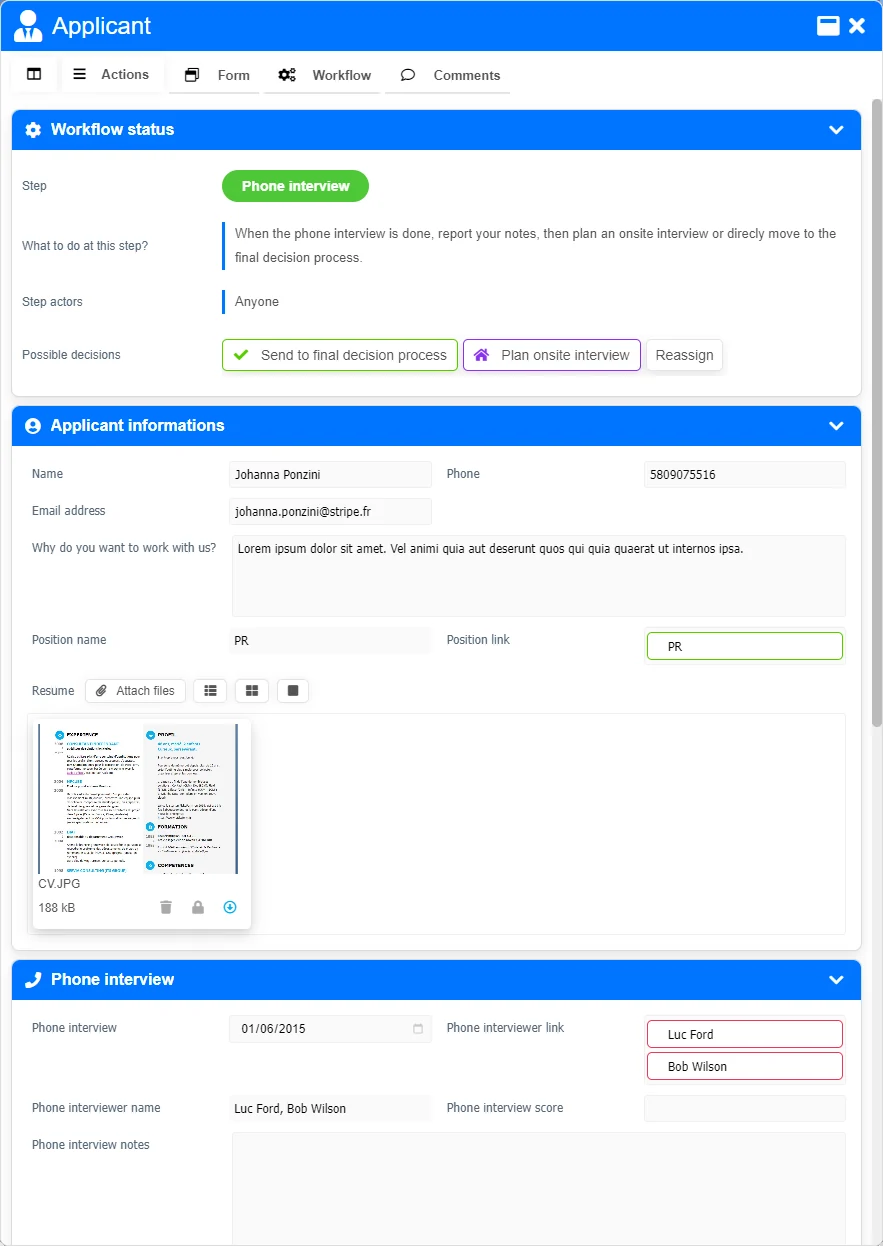 Applicant
Actions Form Workflow Comments
Workflow status
Step Phone interview
What to do at this step? When the phone interview is done, report your notes, then plan an onsite interview or direcly move to the
final decision process.
Step actors Anyone
Possible decisions Send to final decision process Plan onsite interview Reassign
Applicant informations
Name Johanna Ponzini Phone 5809075516
Email address johanna.ponzini@stripe.fr
Why do you want to work with us? Lorem ipsum dolor sit amet. Vel animi quia aut deserunt quos qui quia quaerat ut internos ipsa.
Position name PR Position link PR
Resume Attach files
EXPERTENCE PROFIL
FORMATION
COMPETENCES
CV.JPG
188 kB
Phone interview
Phone interview 01/06/2015 Phone interviewer link Luc Ford
Bob Wilson
Phone interviewer name Luc Ford, Bob Wilson Phone interview score
Phone interview notes